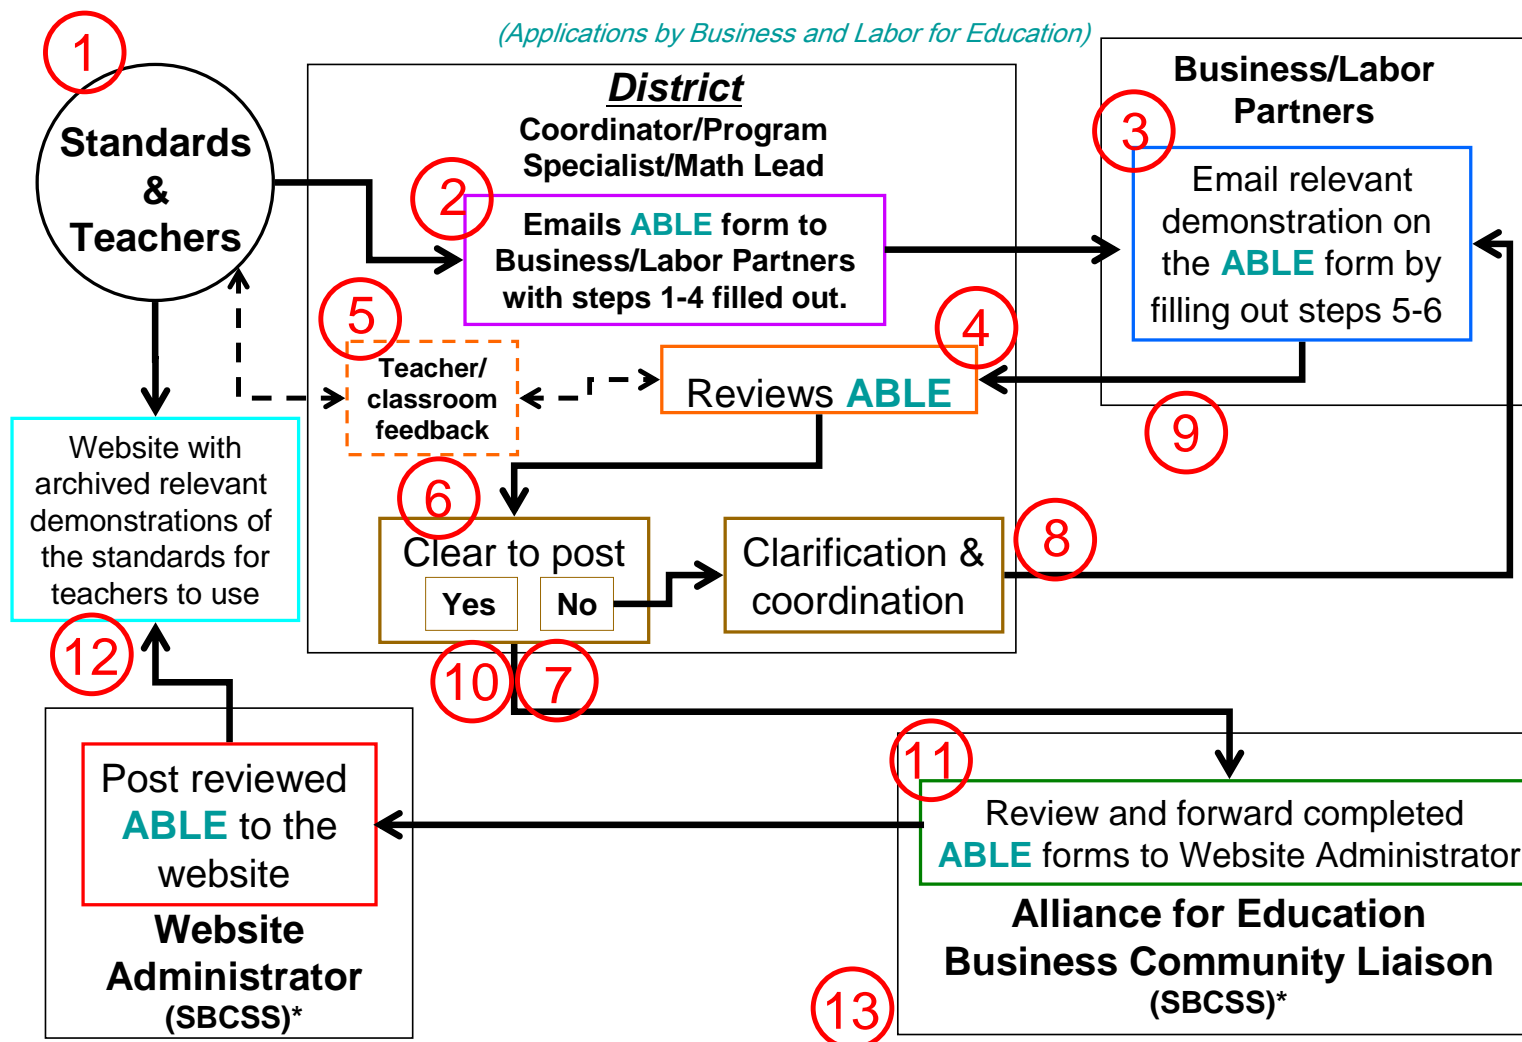 (Applications by Business and Labor for Education)
1
Standards
&
Teachers
District
Coordinator/Program
Specialist/Math Lead
2
Emails ABLE form to
Business/Labor Partners
with steps 1-4 filled out.
Business/Labor
Partners
3
Email relevant
demonstration on
the ABLE form by
filling out steps 5-6
5
Teacher/
classroom
feedback
4
Reviews ABLE
9
Website with
archived relevant
demonstrations of
the standards for
teachers to use
6
Clear to post
Yes
No
Clarification &
coordination
8
12
10
7
Post reviewed
ABLE to the
website
Website
Administrator
(SBCSS)*
11
Review and forward completed
ABLE forms to Website Administrator
Alliance for Education
Business Community Liaison
(SBCSS)*
13